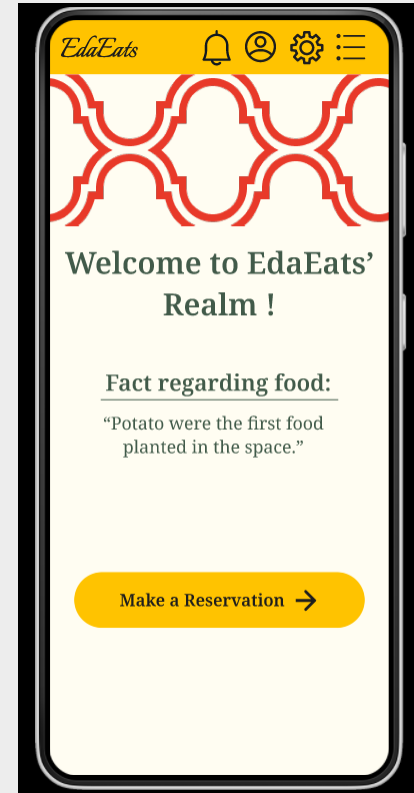 EdaEats
Welcome to EdaEats’
Realm !
Fact regarding food:
“Potato were the first food
planted in the space.”
Make a Reservation